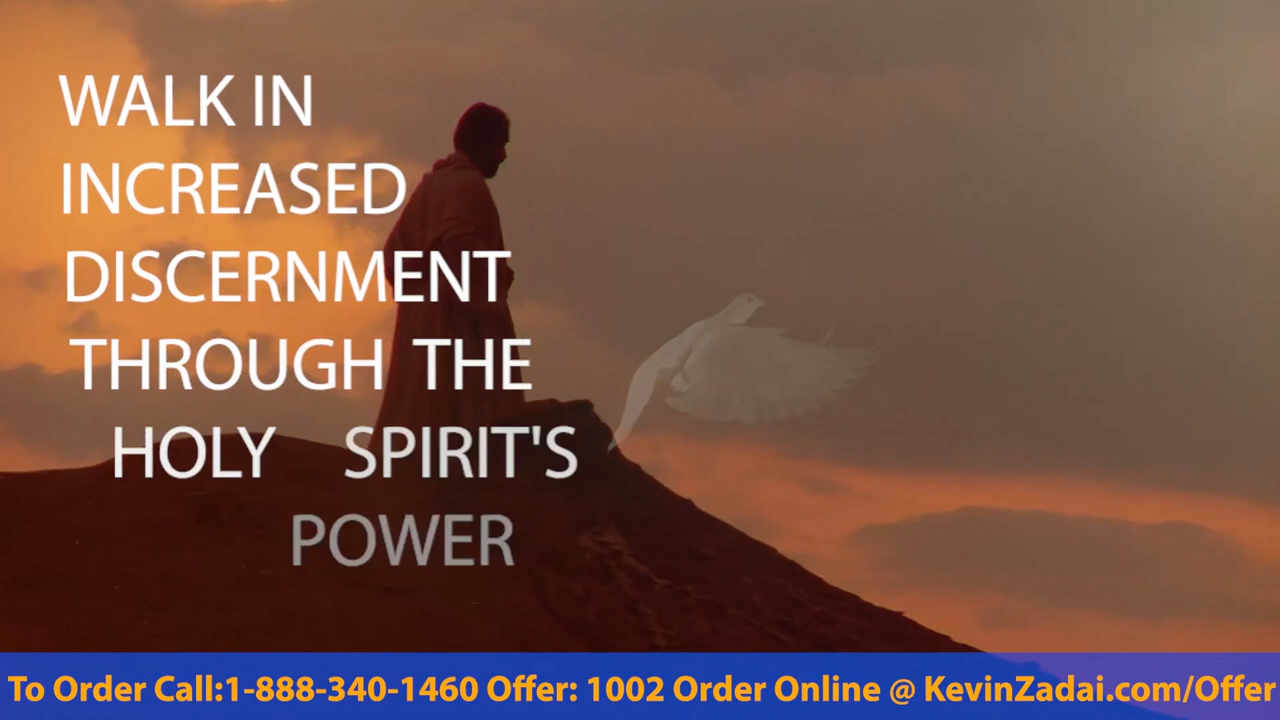 WALK IN
INCREASED
DISCERNMENT
THROUGH THE
HOLY SPIRIT'S
POWER
To Order Call:1-888-340-1460 Offer: 1002 Order Online @ KevinZadai.com/Offer